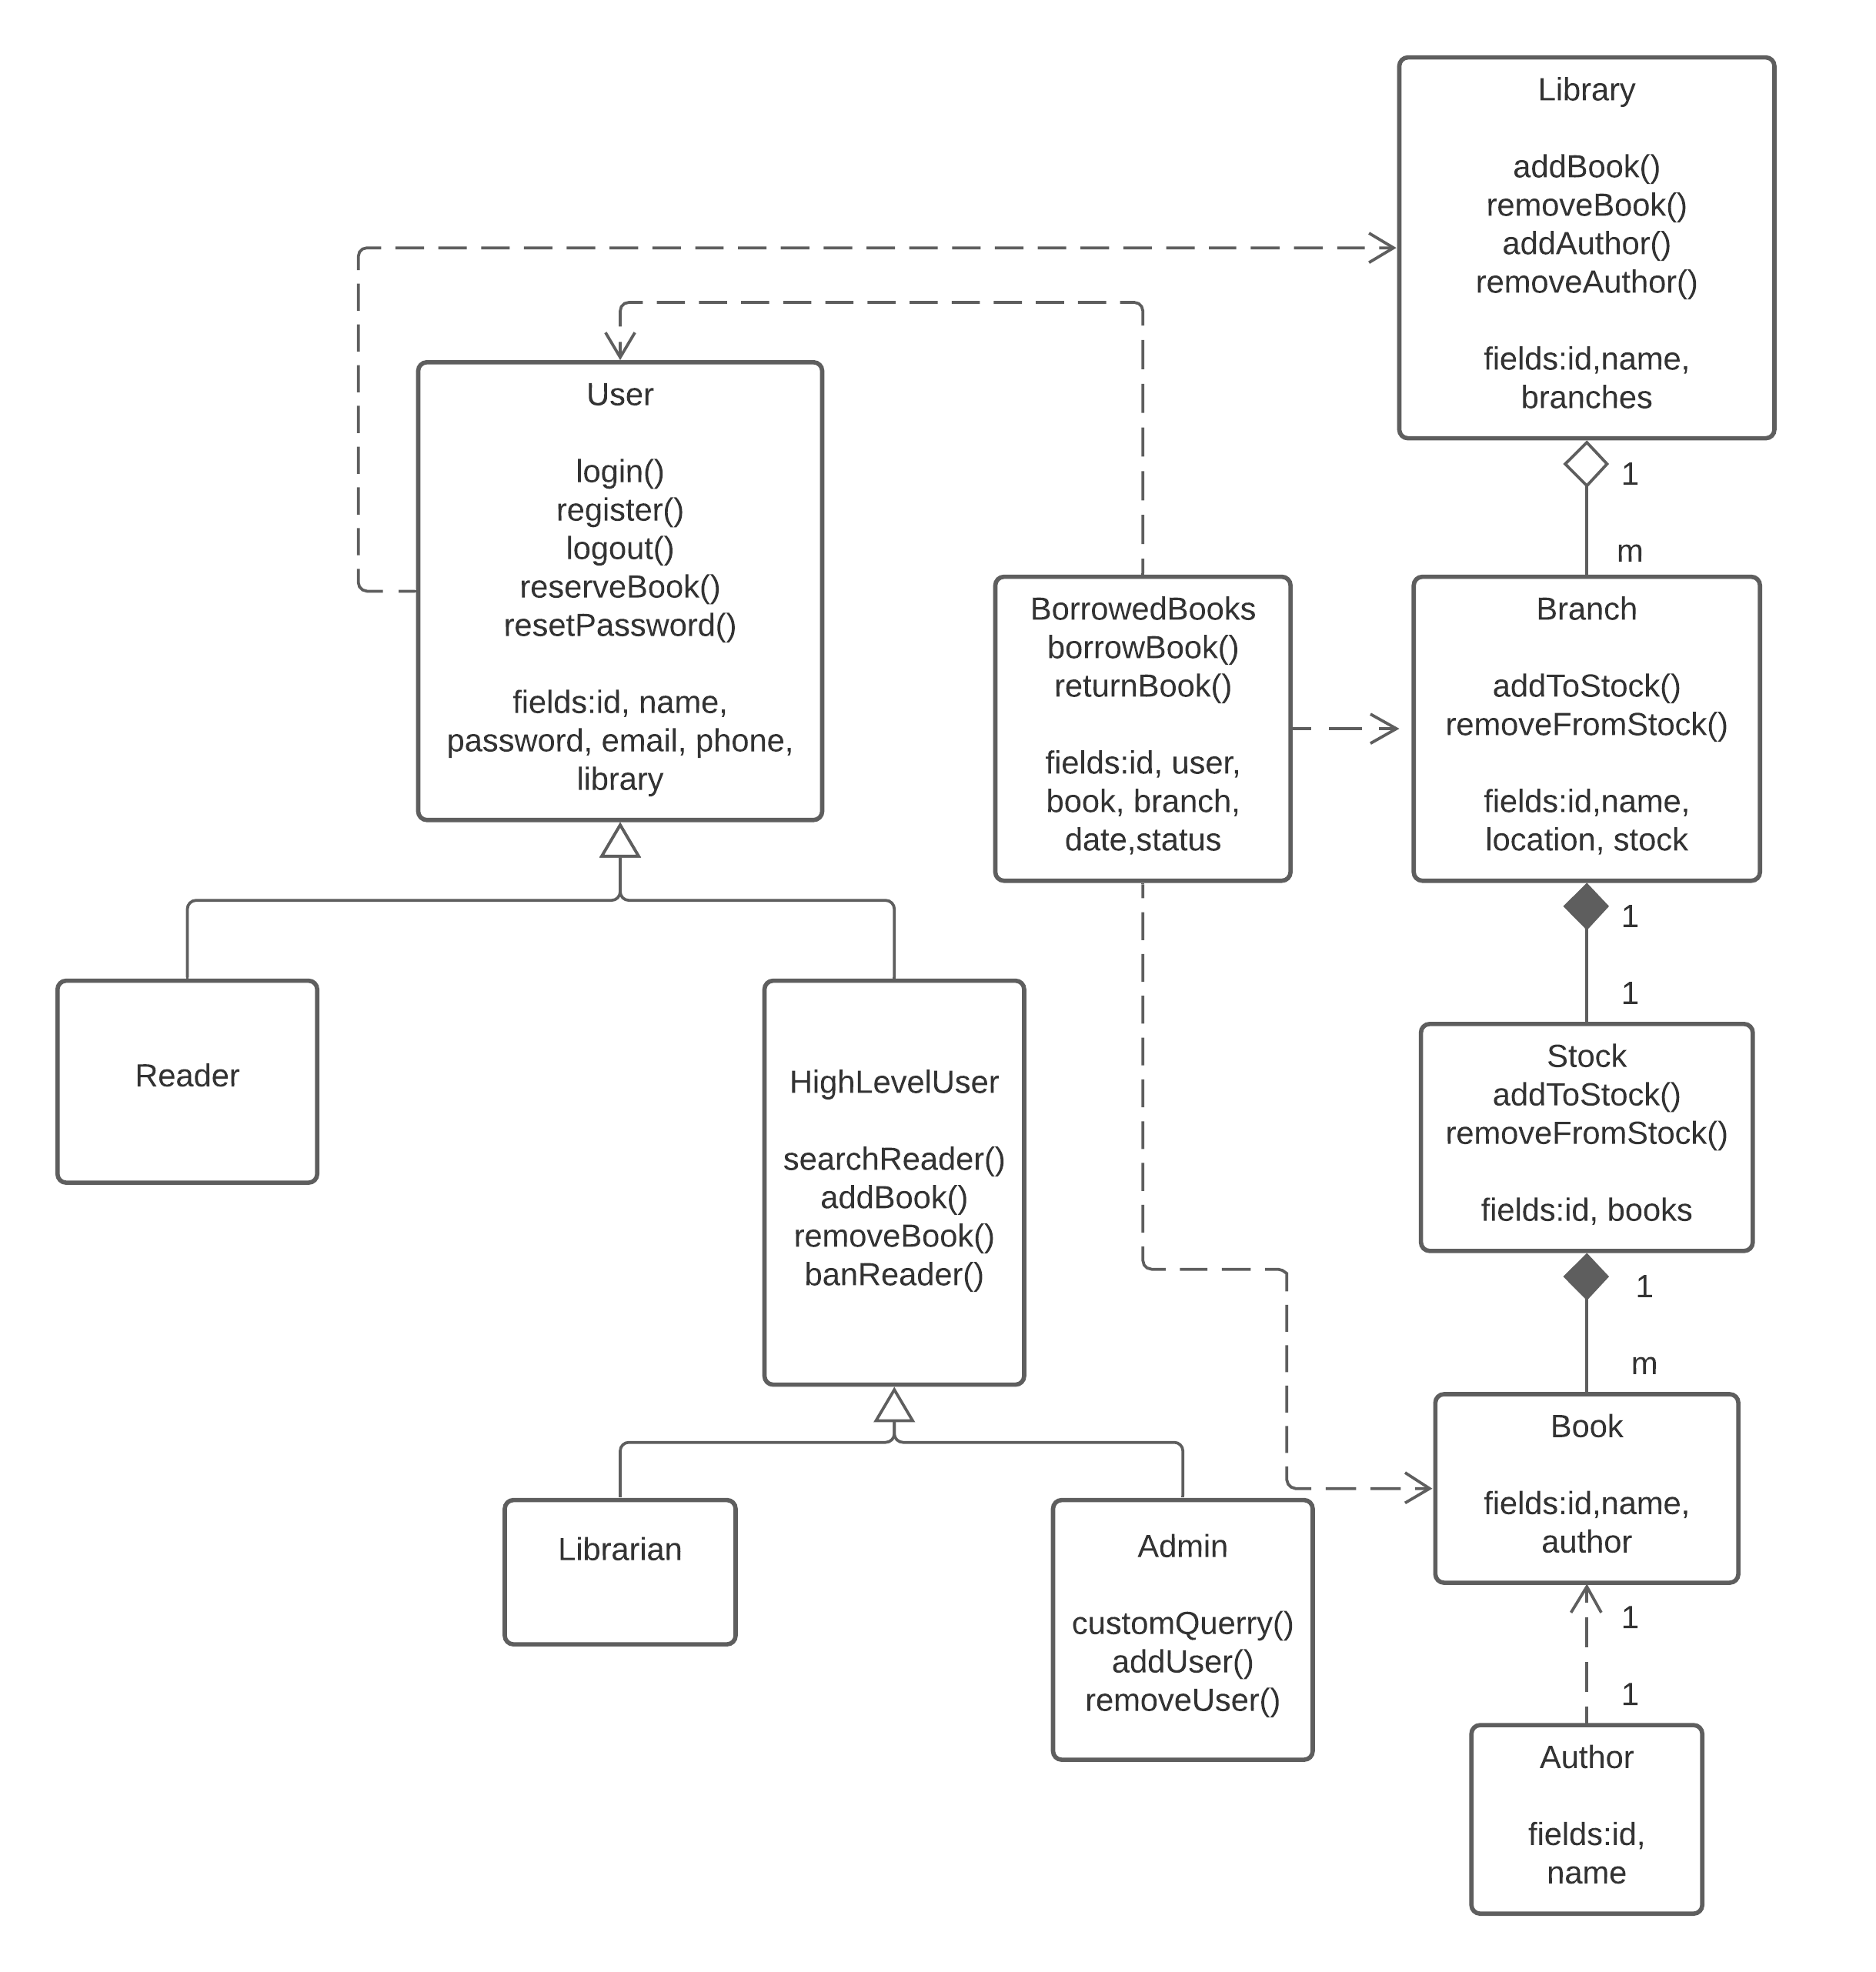 Library
addBook()
removeBook()
addAuthor()
removeAuthor()
fields:id,name,
branches
1
m
User
login()
register()
logout()
reserveBook()
resetPassword()
fields:id, name,
password, email, phone,
library
BorrowedBooks
borrowBook()
returnBook()
fields:id, user,
book, branch,
date,status
Branch
addToStock()
removeFromStock()
fields:id,name,
location, stock
1
1
Reader
HighLevelUser
searchReader()
addBook()
removeBook()
banReader()
Stock
addToStock()
removeFromStock()
fields:id, books
1
m
Librarian
Admin
customQuerry()
addUser()
removeUser()
Book
fields:id,name,
author
1
1
Author
fields:id,
name